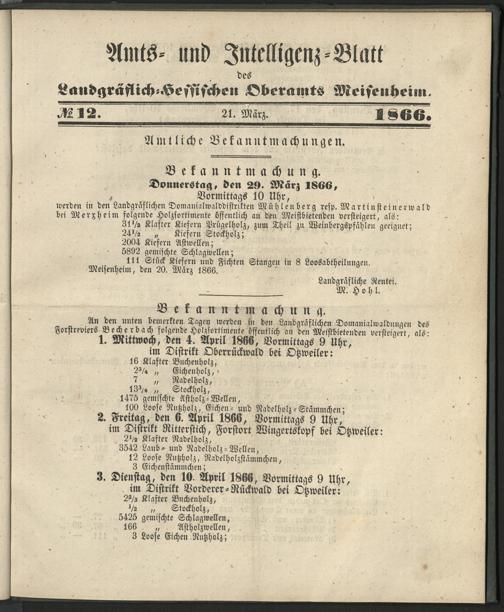 Amts- und Intelligenz-Blatt
des
Landgräflich-Hessischen Oberamts Meisenheim.
№ 12. 21. März. 1866.
Amtliche Bekanntmachungen.
Bekanntmachung.
Donnerstag, den 29. März 1866,
Vormittags 10 Uhr,
werden in den Landgräflichen Domanialwalddistrikten Mühlenberg resp. Martinsteinerwald
bei Merxheim folgende Holzsortimente öffentlich an den Meistbietenden versteigert, als:
31½ Klafter Kiefern Prügelholz, zum Theil zu Weinbergspfählen geeignet;
24½ „ Kiefern Stockholz;
2004 Kiefern Astwellen;
5892 gemischte Schlagwellen;
111 Stück Kiefern und Fichten Stangen in 8 Loosabtheilungen.
Meisenheim, den 20. März 1866.
Landgräfliche Rentei.
M. Hohl.
Bekanntmachung.
An den unten bemerkten Tagen werden in den Landgräflichen Domanialwaldungen des
Forstreviers Becherbach folgende Holzsortimente öffentlich an den Meistbietenden versteigert, als:
1. Mittwoch, den 4. April 1866, Vormittags 9 Uhr,
im Distrikt Oberrückwald bei Otzweiler:
16 Klafter Buchenholz,
2¾ „ Eichenholz,
7 „ Nadelholz,
13¾ „ Stockholz,
1475 gemischte Astholz-Wellen,
100 Loose Nutzholz, Eichen- und Nadelholz-Stämmchen;
2. Freitag, den 6. April 1866, Vormittags 9 Uhr,
im Distrikt Ritterstich, Forstort Wingertskopf bei Otzweiler:
2½ Klafter Nadelholz,
3542 Laub- und Nadelholz-Wellen,
12 Loose Nutzholz, Nadelholzstämmchen,
3 Eichenstämmchen;
3. Dienstag, den 10. April 1866, Vormittags 9 Uhr,
im Distrikt Vorderer-Rückwald bei Otzweiler:
Klafter Buchenholz,
½ „ Stockholz,
5425 gemischte Schlagwellen,
166 „ Astholzwellen,
3 Loose Eichen Nutzholz;